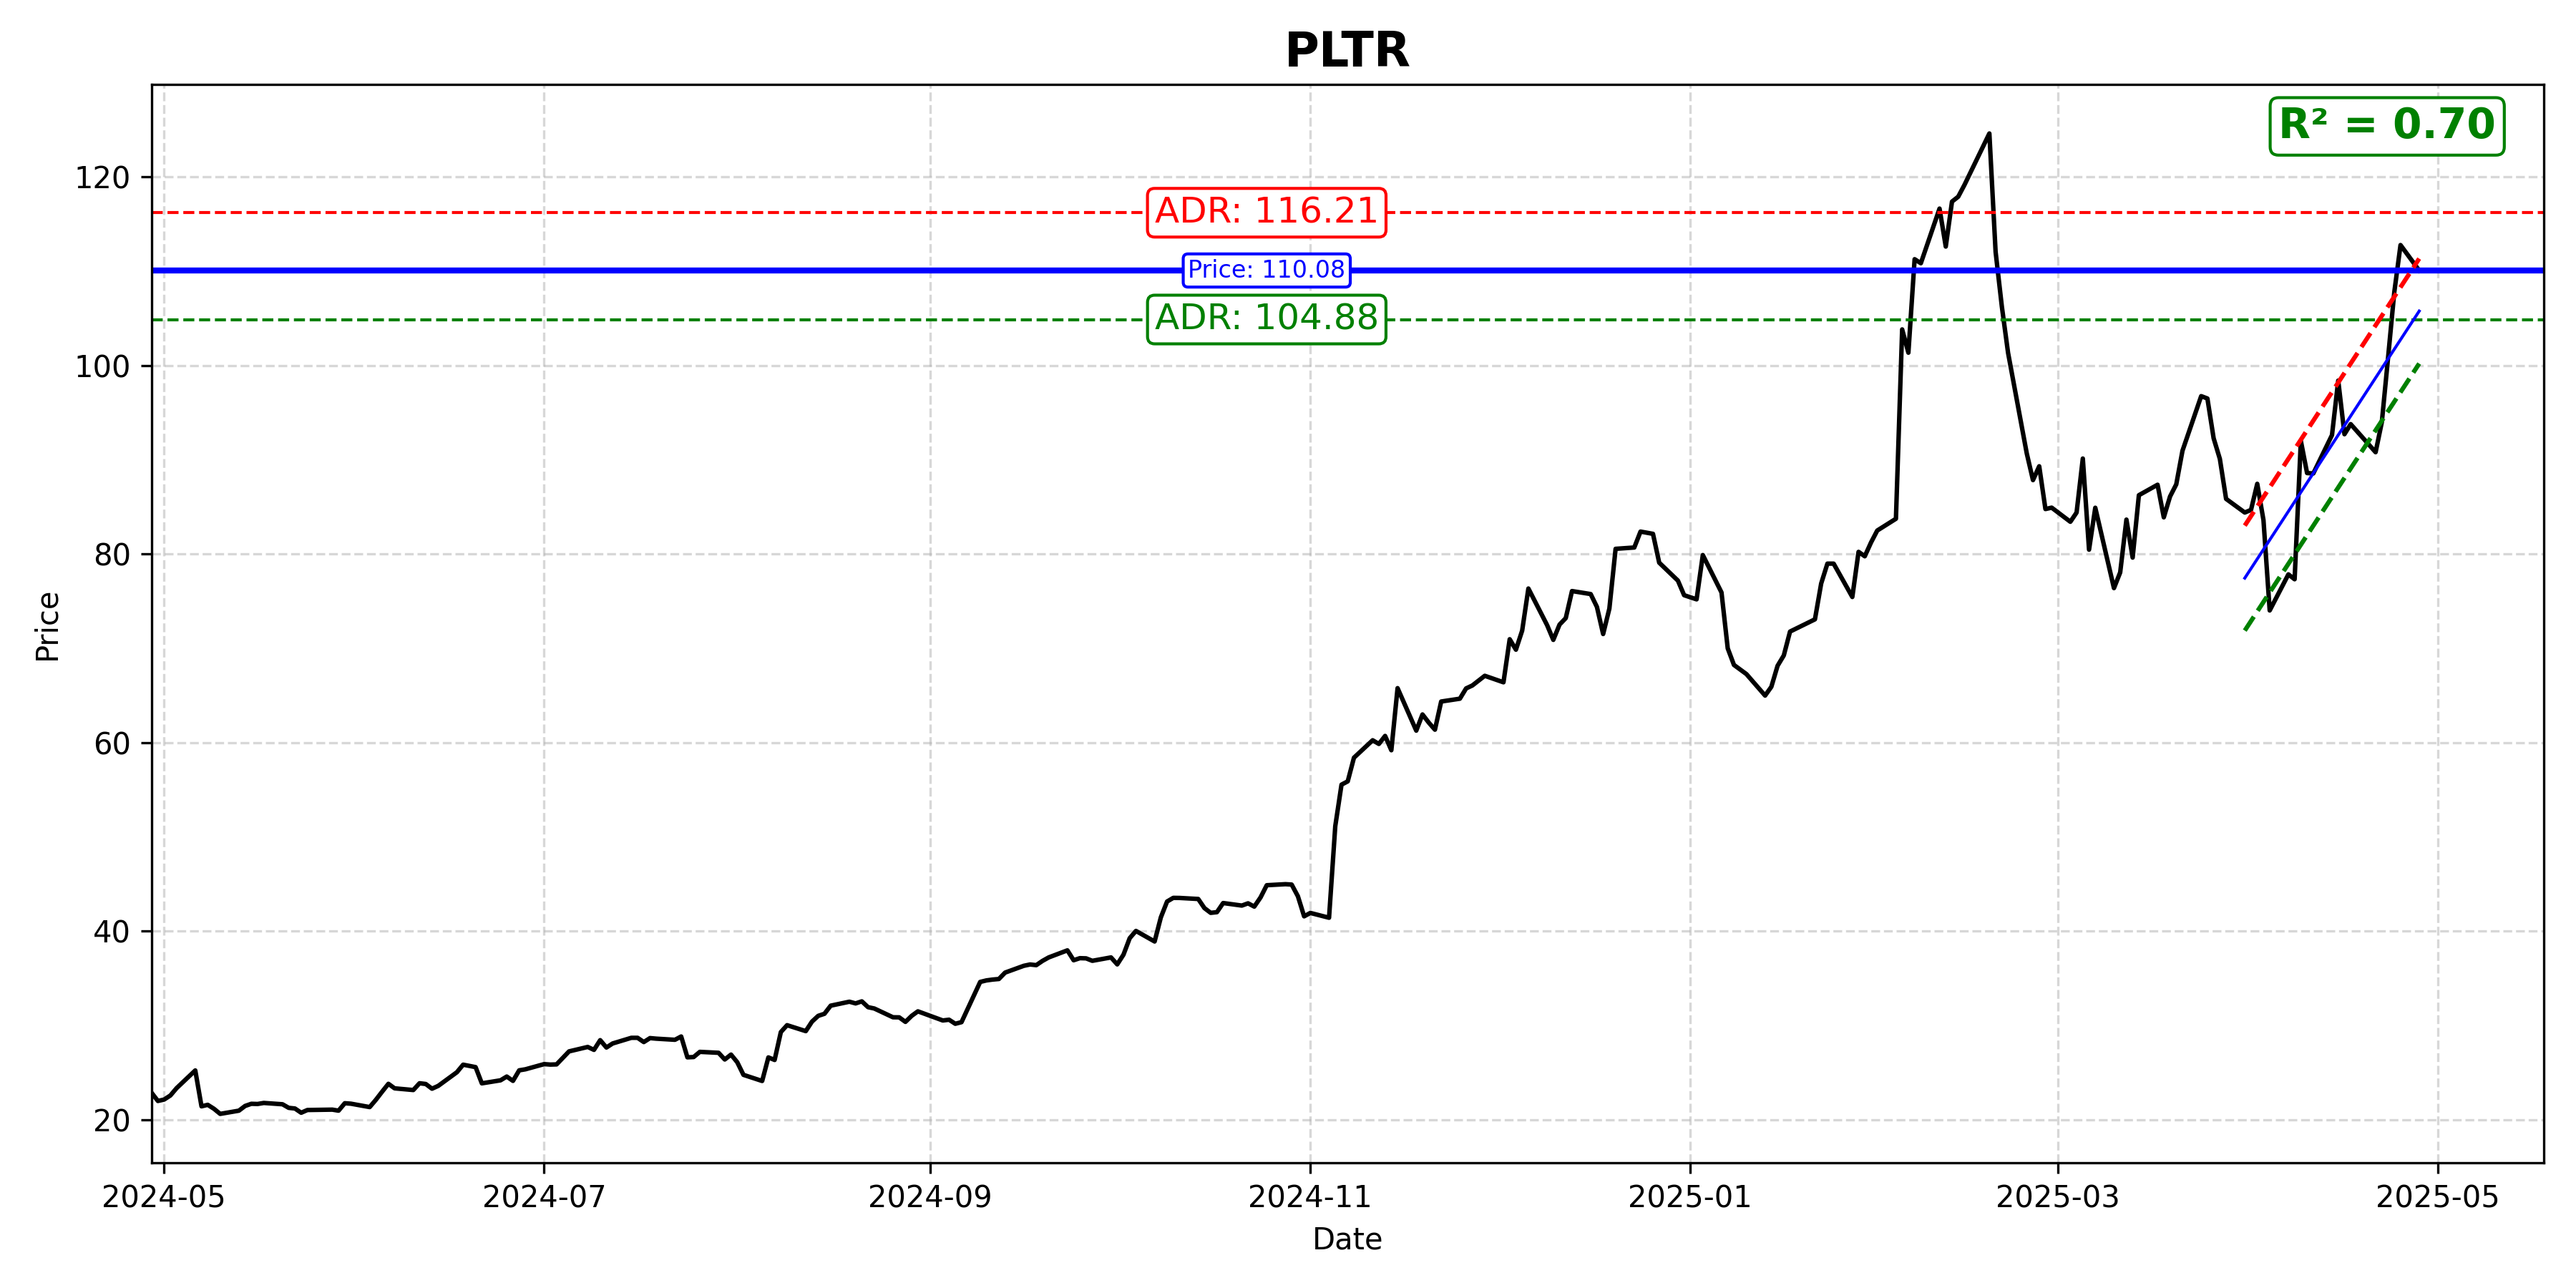 PLTR
R² = 0.70
120
ADR: 116.21
Price: 110.08
ADR: 104.88
100
80
Price
60
40
20
2024-05 2024-07 2024-09 2024-11 2025-01 2025-03 2025-05
Date